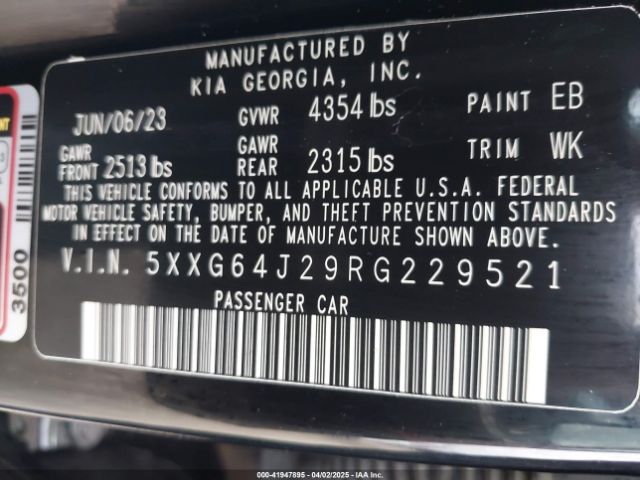 MANUFACTURED BY
KIA GEORGIA, INC.
JUN/06/23 GVWR 4354 lbs PAINT EB
GAWR FRONT 2513 lbs GAWR REAR 2315 lbs TRIM WK
THIS VEHICLE CONFORMS TO ALL APPLICABLE U.S.A. FEDERAL
MOTOR VEHICLE SAFETY, BUMPER, AND THEFT PREVENTION STANDARDS
IN EFFECT ON THE DATE OF MANUFACTURE SHOWN ABOVE.
V.I.N. 5XXG64J29RG229521
PASSENGER CAR
3500
000-41947895 04/02/2025 IAA Inc.